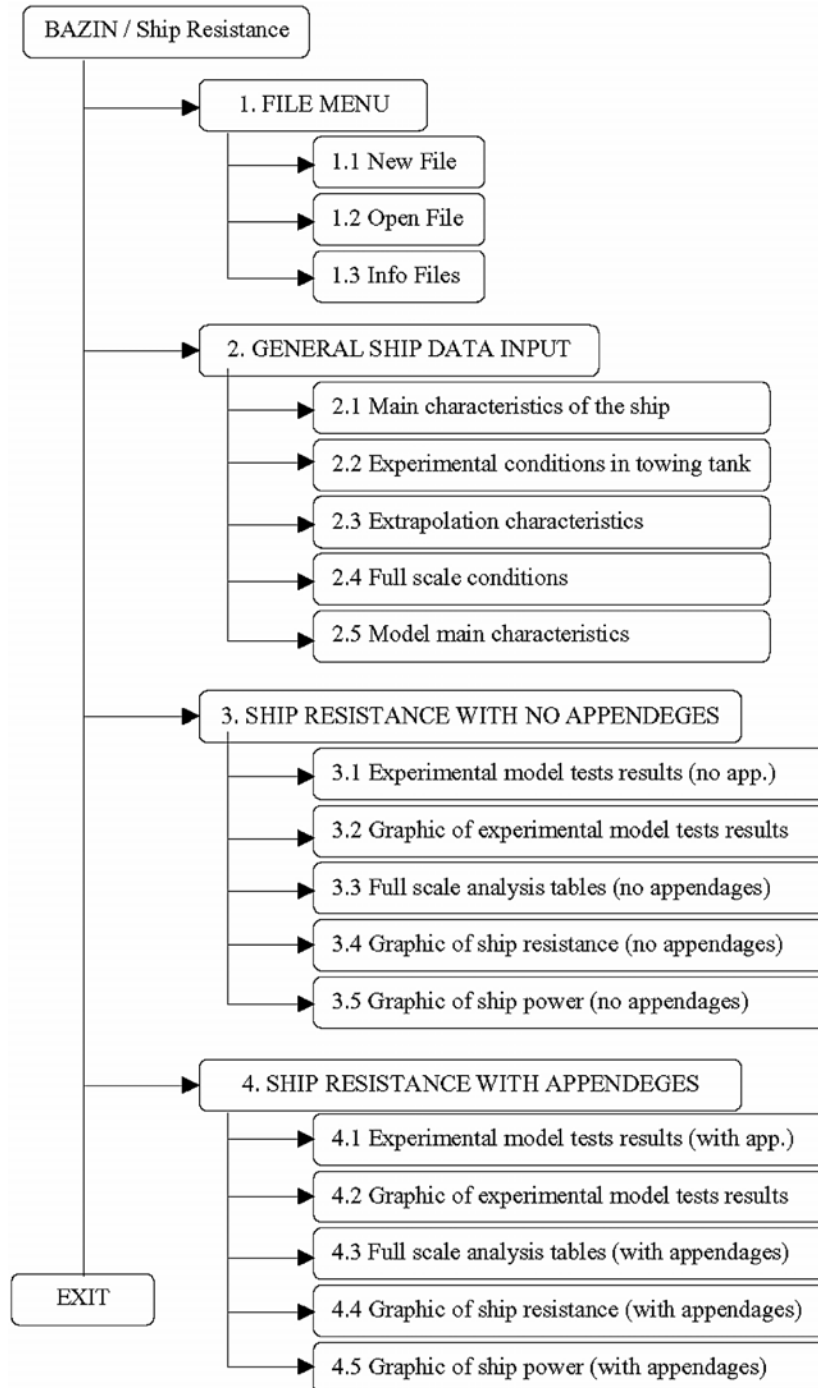 BAZIN / Ship Resistance
1. FILE MENU
1.1 New File
1.2 Open File
1.3 Info Files
2. GENERAL SHIP DATA INPUT
2.1 Main characteristics of the ship
2.2 Experimental conditions in towing tank
2.3 Extrapolation characteristics
2.4 Full scale conditions
2.5 Model main characteristics
3. SHIP RESISTANCE WITH NO APPENDEGES
3.1 Experimental model tests results (no app.)
3.2 Graphic of experimental model tests results
3.3 Full scale analysis tables (no appendages)
3.4 Graphic of ship resistance (no appendages)
3.5 Graphic of ship power (no appendages)
4. SHIP RESISTANCE WITH APPENDEGES
4.1 Experimental model tests results (with app.)
4.2 Graphic of experimental model tests results
4.3 Full scale analysis tables (with appendages)
4.4 Graphic of ship resistance (with appendages)
4.5 Graphic of ship power (with appendages)
EXIT